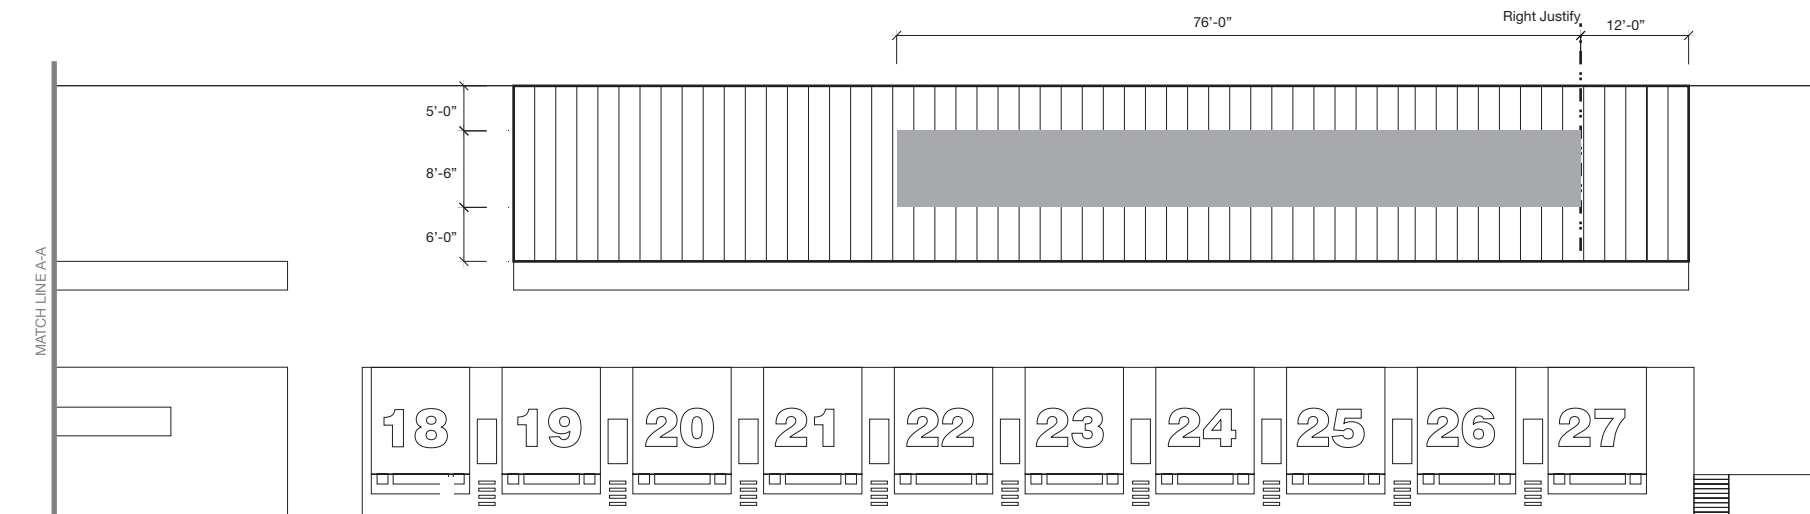 76’-0”
Right Justify
12’-0”
5’-0”
8’-6”
6’-0”
MATCH LINE A-A
18 19 20 21 22 23 24 25 26 27